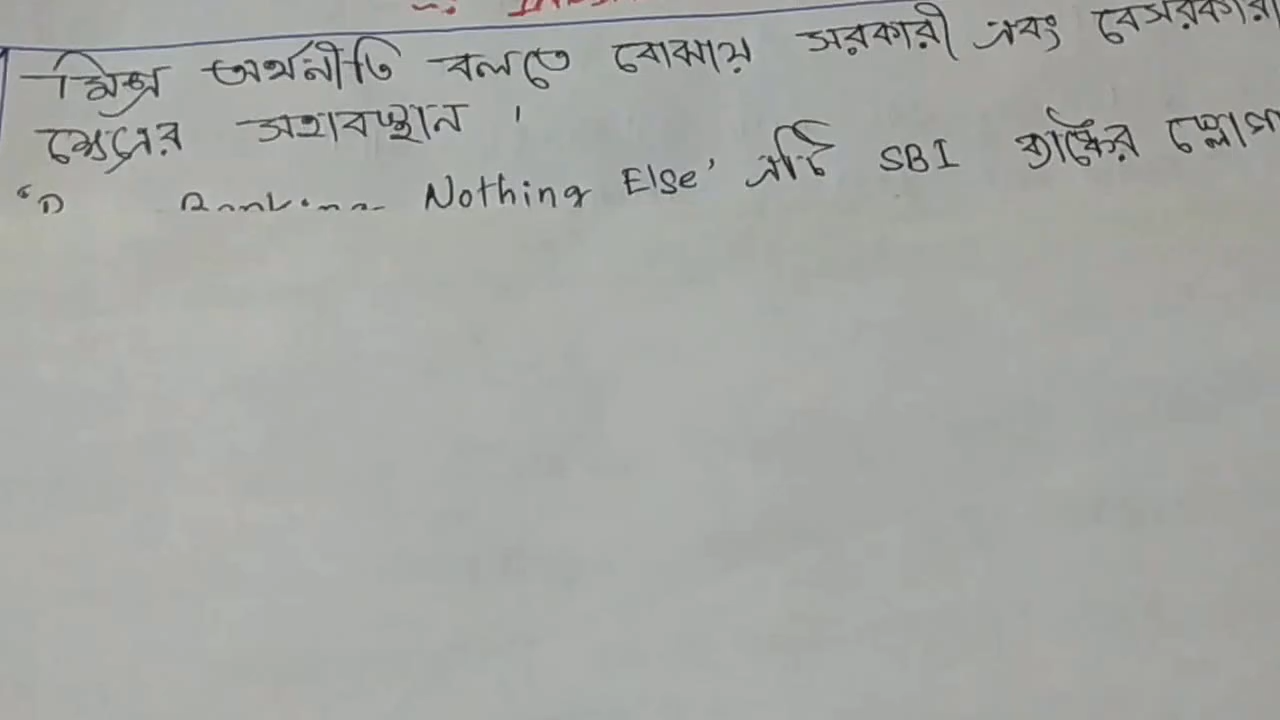 মিশ্র অর্থনীতি বলতে বোঝায় সরকারী এবং বেসরকারী
ক্ষেত্রের সহাবস্থান ।
Nothing Else' এটি SBI ব্যাঙ্কের